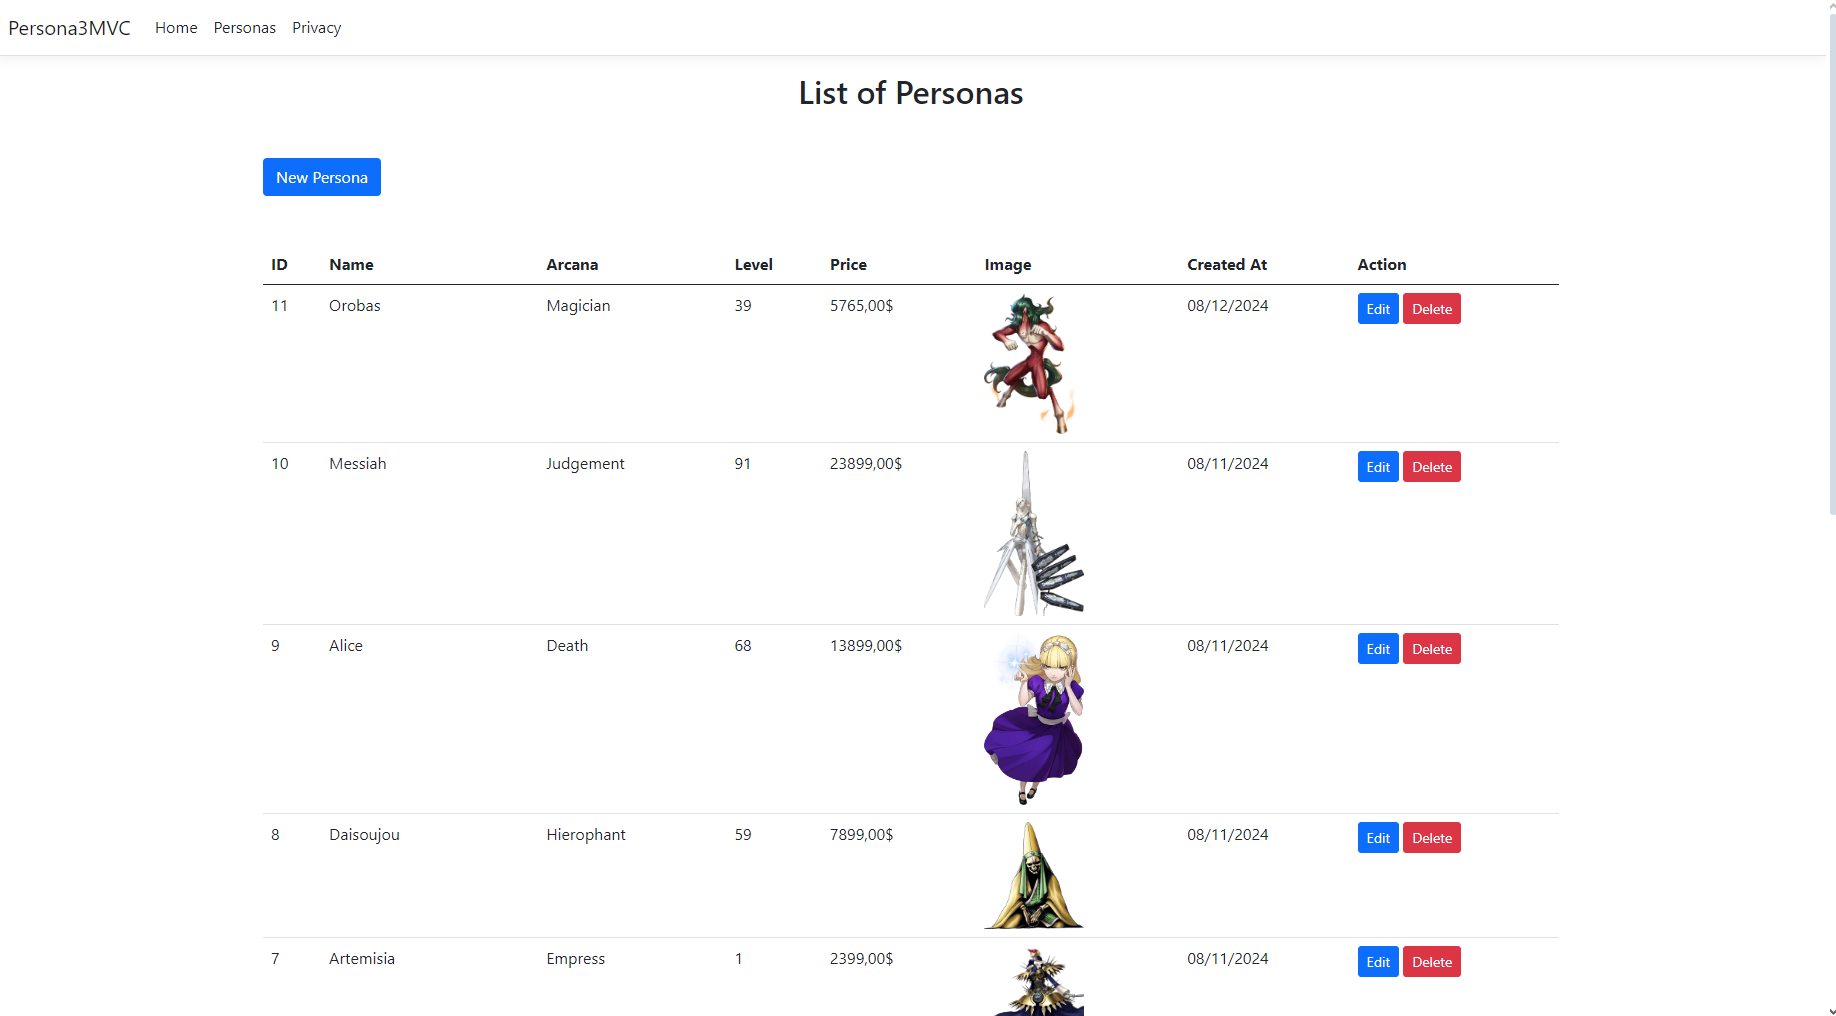 Persona3MVC Home Personas Privacy
List of Personas
New Persona
ID Name Arcana Level Price Image Created At Action
11 Orobas Magician 39 5765,00$ 08/12/2024 Edit Delete
10 Messiah Judgement 91 23899,00$ 08/11/2024 Edit Delete
9 Alice Death 68 13899,00$ 08/11/2024 Edit Delete
8 Daisoujou Hierophant 59 7899,00$ 08/11/2024 Edit Delete
7 Artemisia Empress 1 2399,00$ 08/11/2024 Edit Delete